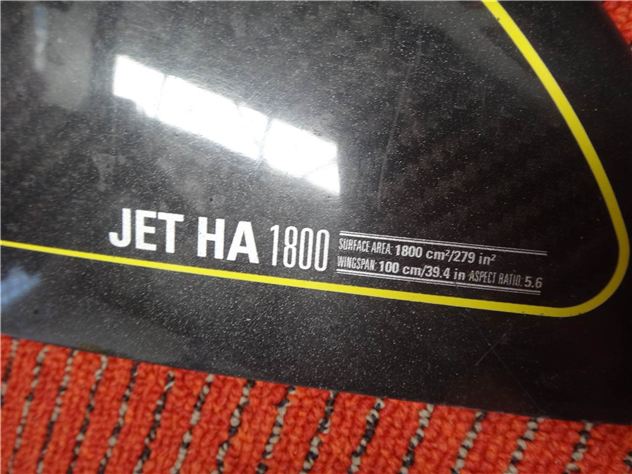 JET HA 1800
SURFACE AREA: 1800 cm²/279 in²
WINGSPAN: 100 cm/39.4 in ASPECT RATIO: 5.6